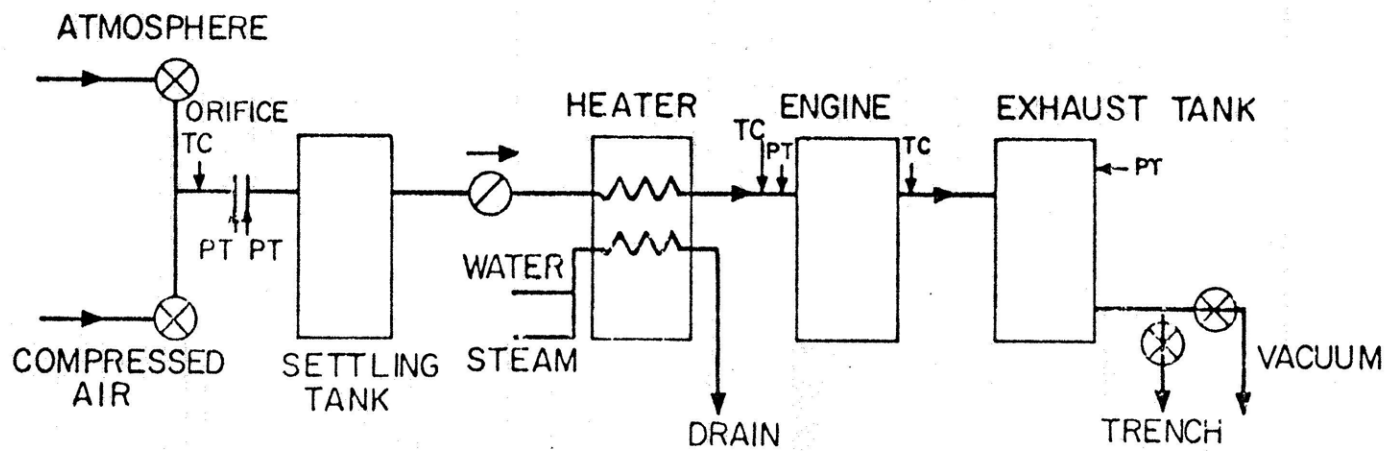 ATMOSPHERE
ORIFICE
TC
PT PT
COMPRESSED
AIR
SETTLING
TANK
HEATER
WATER
STEAM
DRAIN
ENGINE
TC
PT
TC
EXHAUST TANK
PT
VACUUM
TRENCH